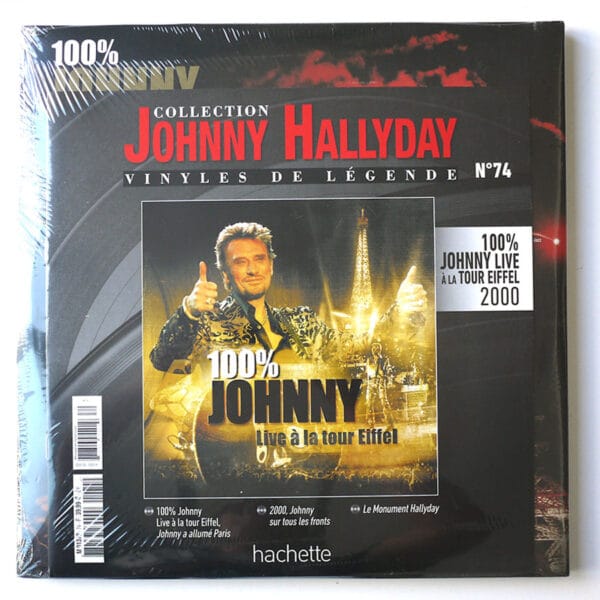 100%
JOHNNY
COLLECTION
JOHNNY HALLYDAY
VINYLES DE LÉGENDE N°74
100%
JOHNNY LIVE
À LA TOUR EIFFEL
2000
100%
JOHNNY
Live à la tour Eiffel
100% Johnny
Live à la tour Eiffel,
Johnny a allumé Paris
2000, Johnny
sur tous les fronts
Le Monument Hallyday
hachette